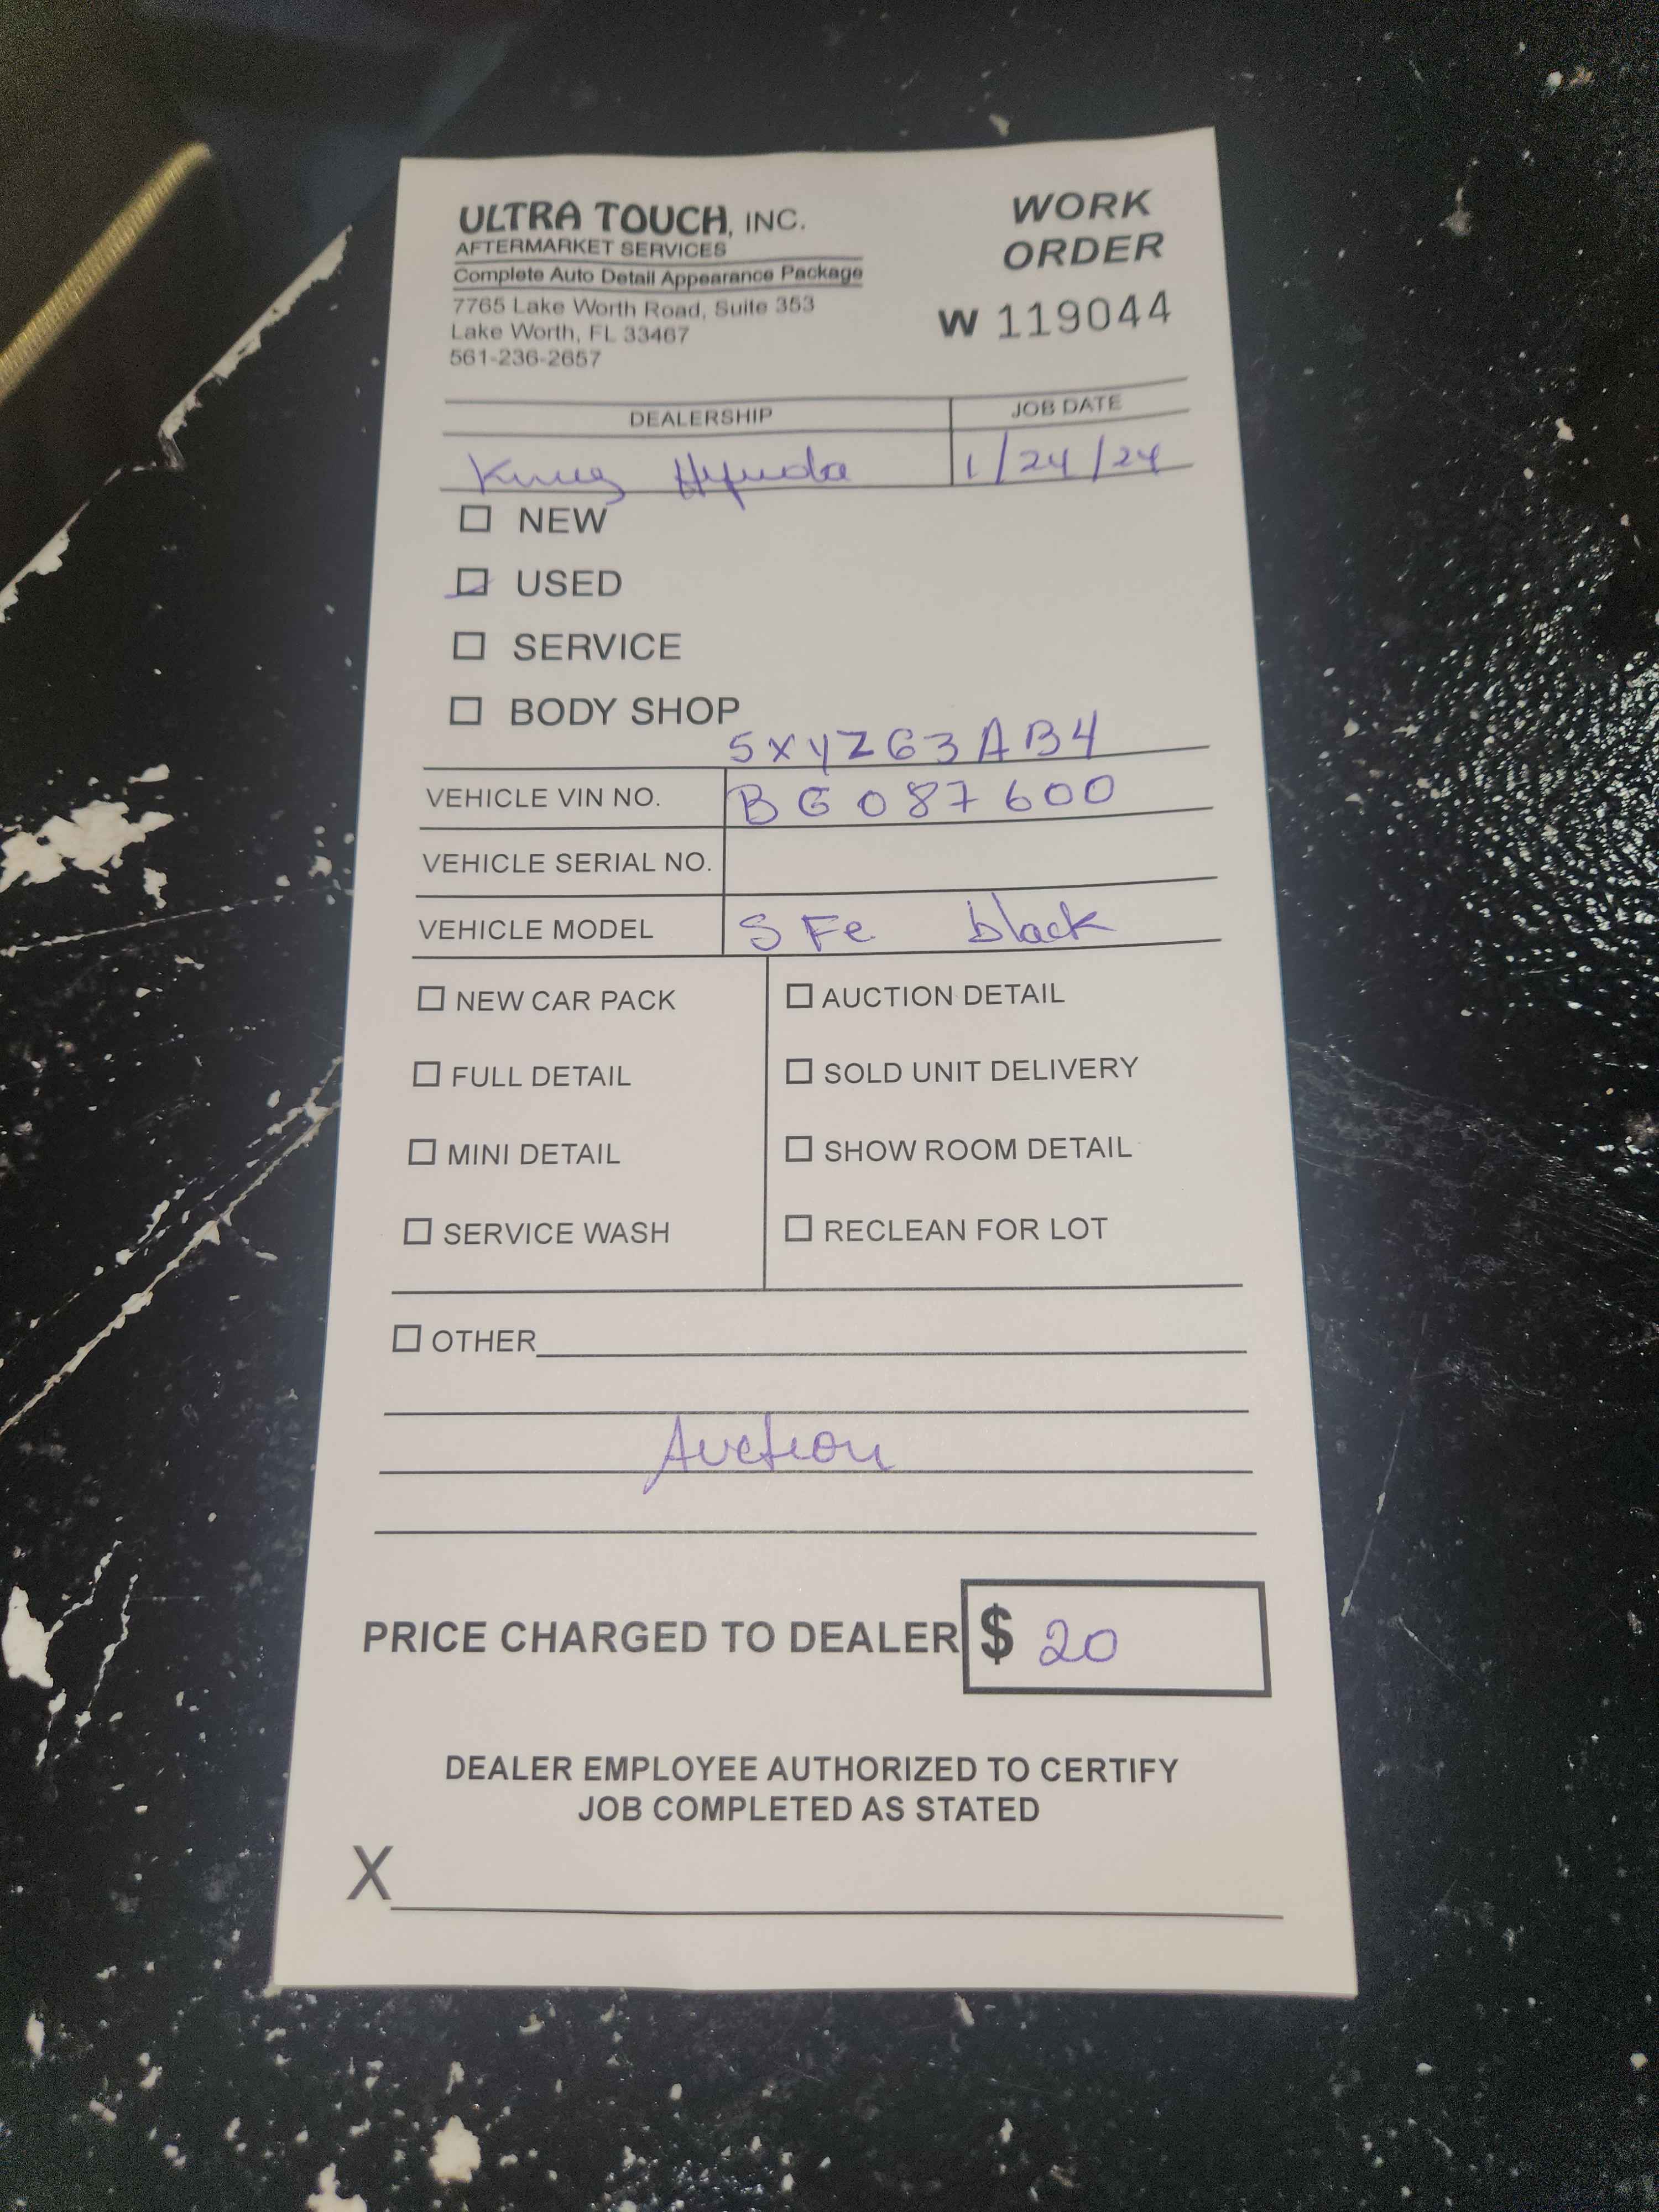 ULTRA TOUCH, INC.
AFTERMARKET SERVICES
Complete Auto Detail Appearance Package
7765 Lake Worth Road, Suite 353
Lake Worth, FL 33467
561-236-2657
WORK
ORDER
W 119044
DEALERSHIP JOB DATE
Hyundai 1/24/24
NEW
USED
SERVICE
BODY SHOP
5XYZG3AB4
VEHICLE VIN NO. BG087600
VEHICLE SERIAL NO.
VEHICLE MODEL S Fe black
NEW CAR PACK AUCTION DETAIL
FULL DETAIL SOLD UNIT DELIVERY
MINI DETAIL SHOW ROOM DETAIL
SERVICE WASH RECLEAN FOR LOT
OTHER
Auction
PRICE CHARGED TO DEALER $ 20
DEALER EMPLOYEE AUTHORIZED TO CERTIFY
JOB COMPLETED AS STATED
X